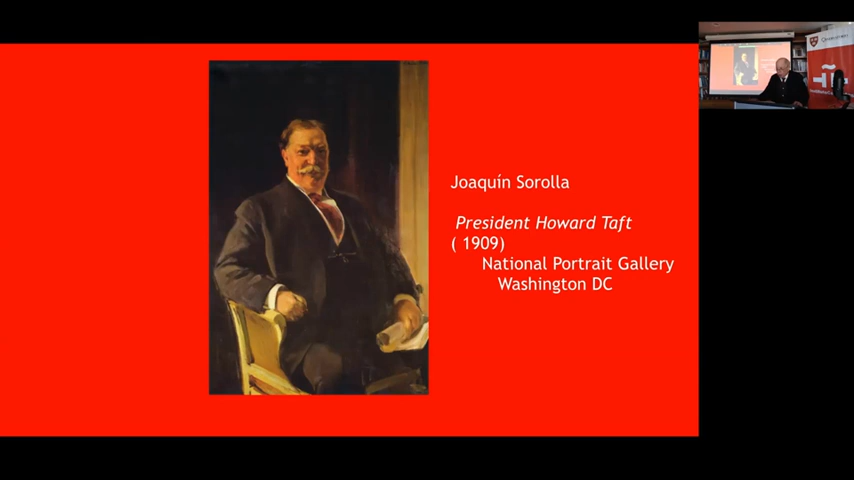 Joaquín Sorolla
President Howard Taft
( 1909)
National Portrait Gallery
Washington DC